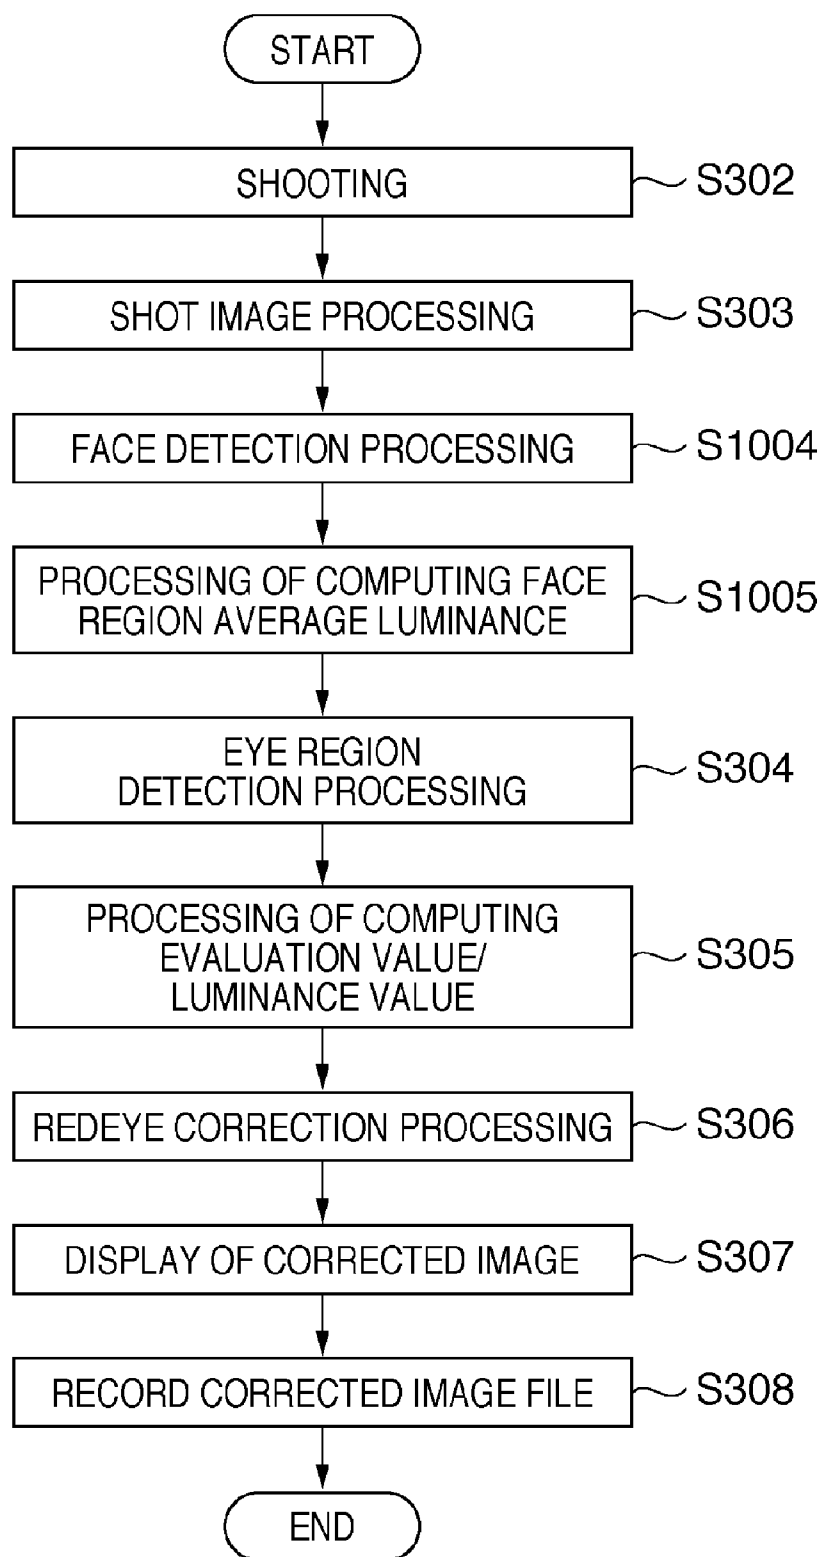 START
SHOOTING
S302
SHOT IMAGE PROCESSING
S303
FACE DETECTION PROCESSING
S1004
PROCESSING OF COMPUTING FACE
REGION AVERAGE LUMINANCE
S1005
EYE REGION
DETECTION PROCESSING
S304
PROCESSING OF COMPUTING
EVALUATION VALUE/
LUMINANCE VALUE
S305
REDEYE CORRECTION PROCESSING
S306
DISPLAY OF CORRECTED IMAGE
S307
RECORD CORRECTED IMAGE FILE
S308
END